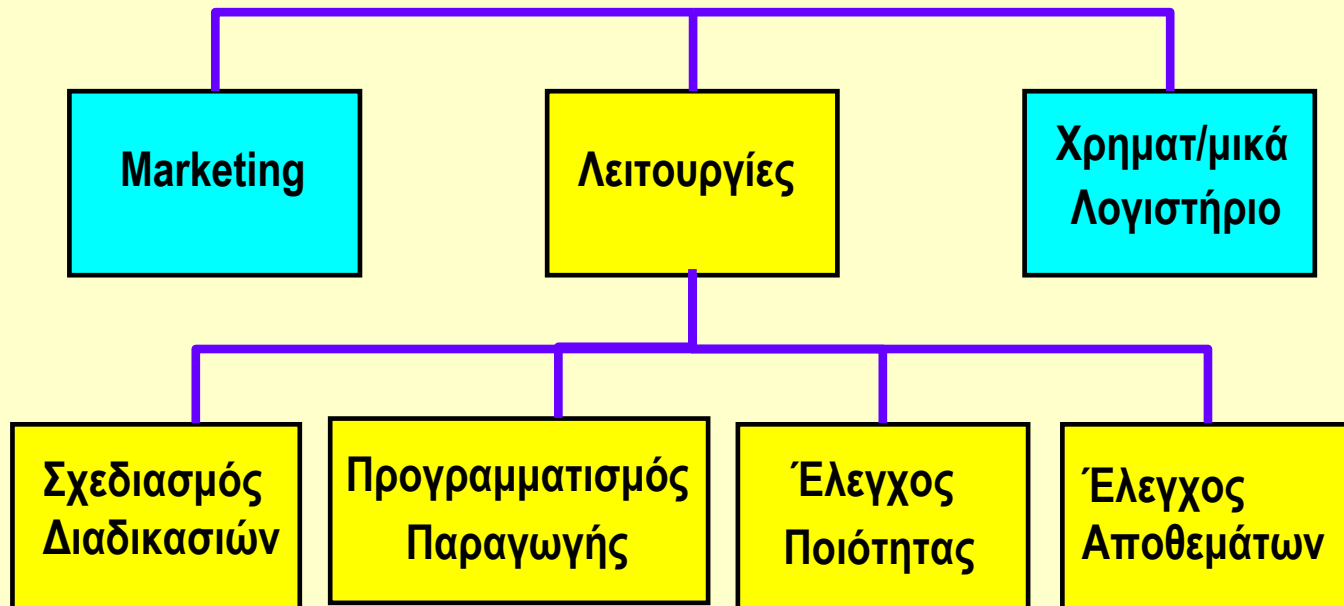 Marketing
Λειτουργίες
Χρηματ/μικά
Λογιστήριο
Σχεδιασμός
Διαδικασιών
Προγραμματισμός
Παραγωγής
Έλεγχος
Ποιότητας
Έλεγχος
Αποθεμάτων